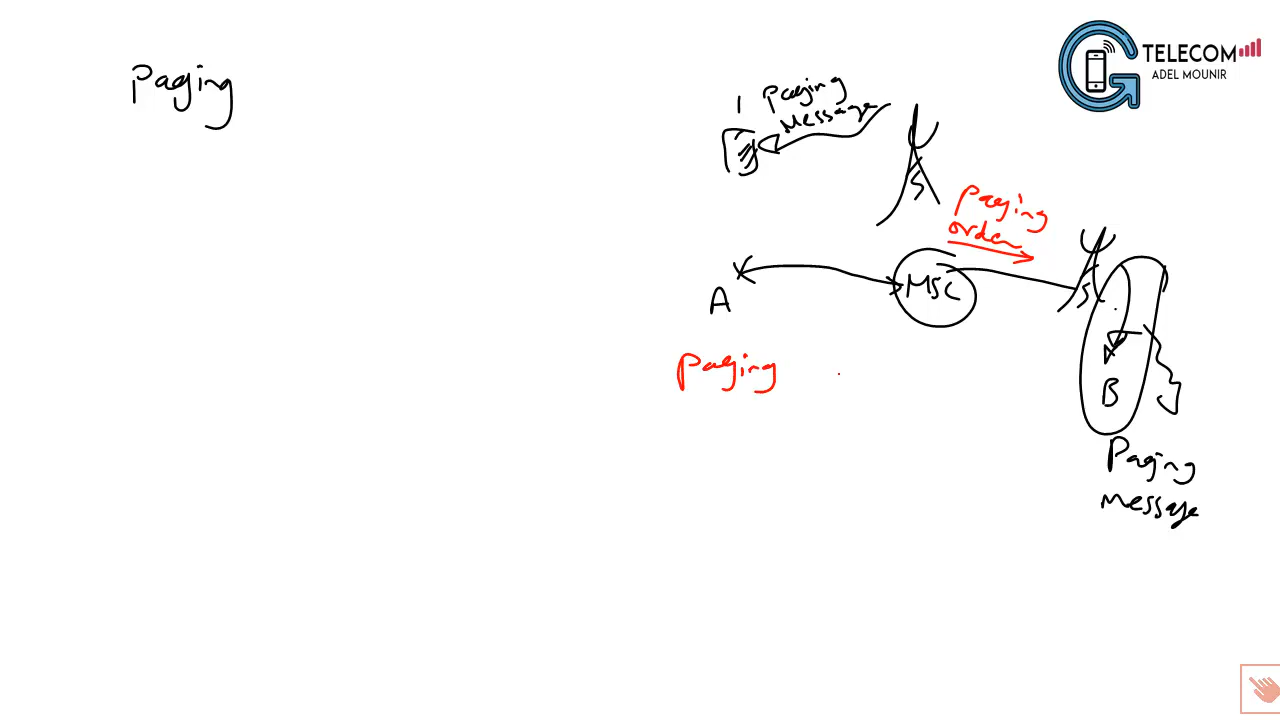 TELECOM
ADEL MOUNIR
Paging
1 Paging
Message
Paging
order
MSC
A
Paging
B
Paging
Message